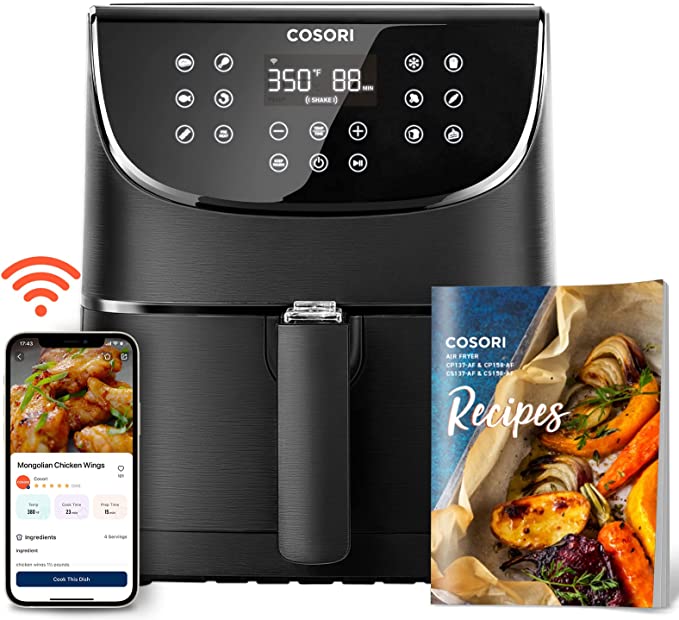 COSORI
350°F 88 MIN
((SHAKE))
COSORI
AIR FRYER
CP137-AF & CP158-AF
CS137-AF & CS158-AF
Recipes
17:43
Mongolian Chicken Wings
Cosori
Temp
Cook Time
Prep Time
380°F
23 min
15 min
Ingredients
4 Servings
Ingredient
chicken wings 1½ pounds
Cook This Dish